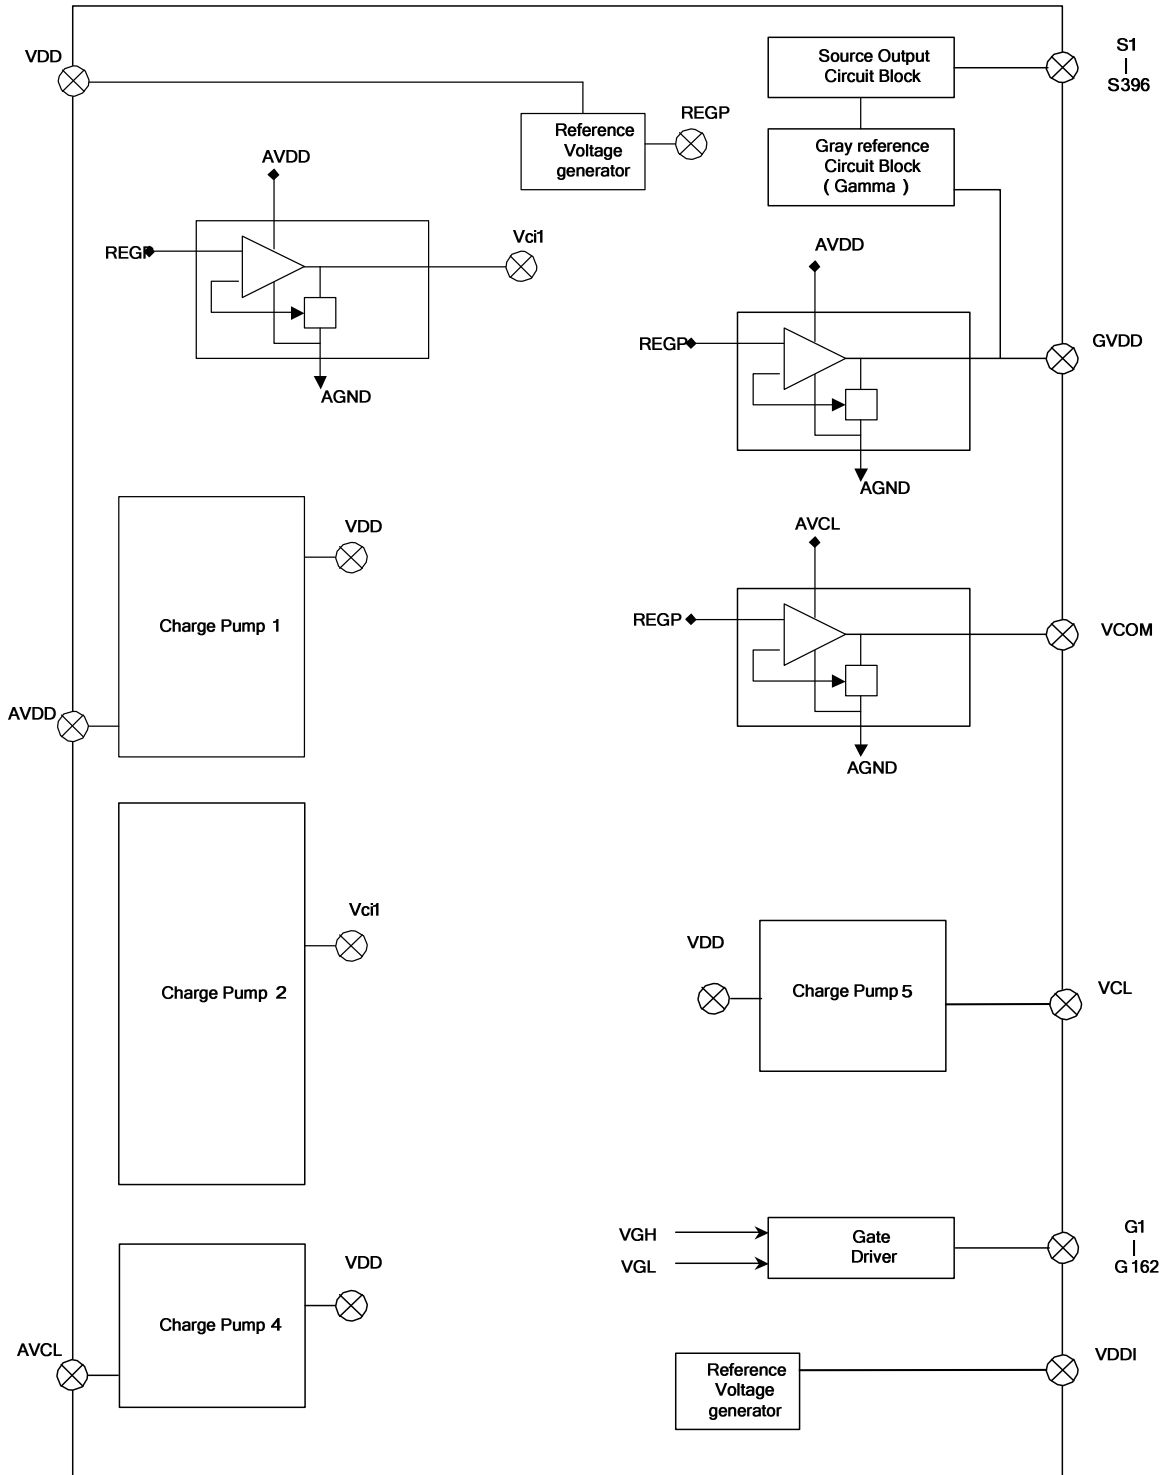 VDD
Source Output
Circuit Block
S1
S396
Reference
Voltage
generator
REGP
Gray reference
Circuit Block
( Gamma )
AVDD
REGP
Vci1
AGND
AVDD
REGP
GVDD
AGND
VDD
Charge Pump 1
AVDD
AVCL
REGP
VCOM
AGND
Vci1
Charge Pump 2
VDD
Charge Pump 5
VCL
VGH
VGL
Gate
Driver
G1
G 162
VDD
Charge Pump 4
AVCL
Reference
Voltage
generator
VDDI